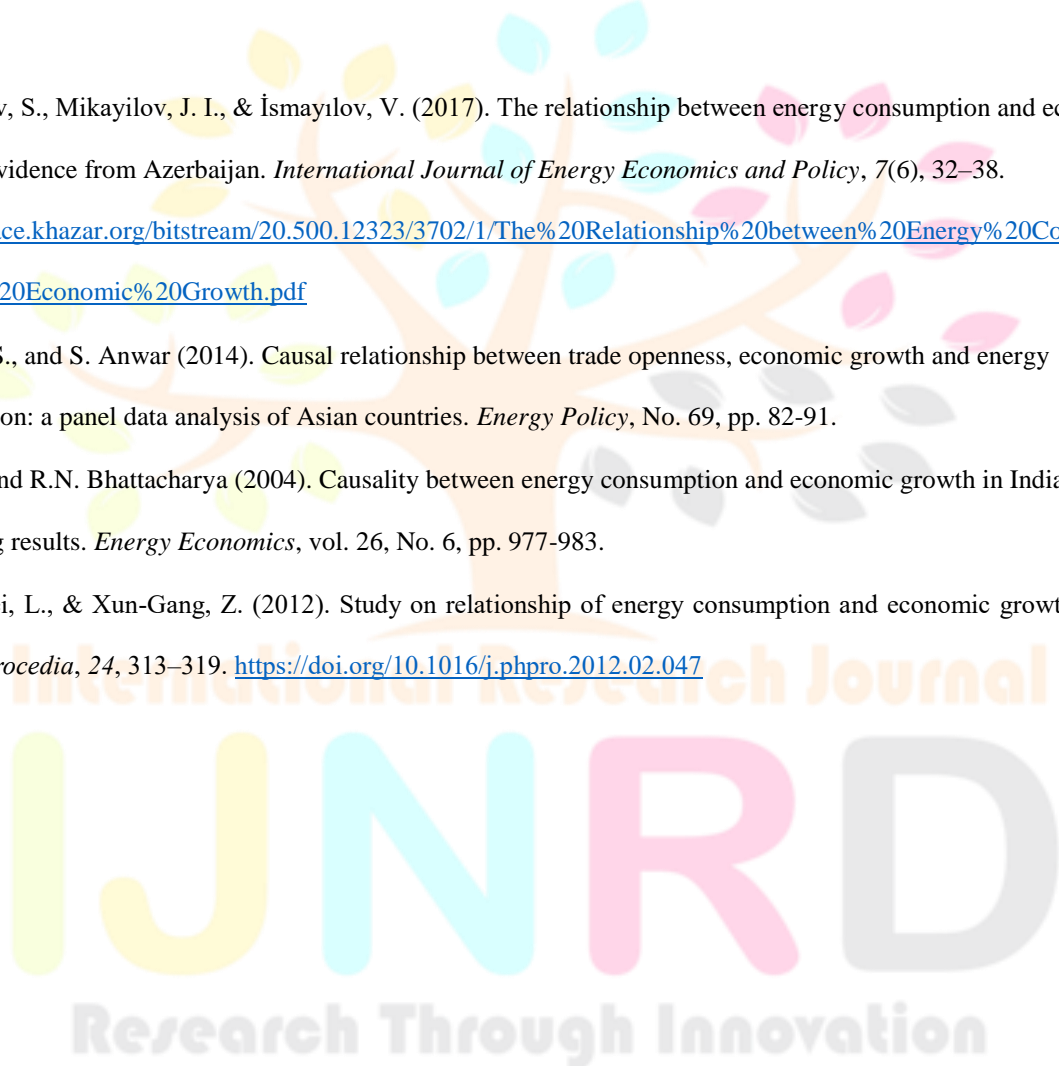 v, S., Mikayilov, J. I., & İsmayılov, V. (2017). The relationship between energy consumption and ec
vidence from Azerbaijan. International Journal of Energy Economics and Policy, 7(6), 32–38.
ace.khazar.org/bitstream/20.500.12323/3702/1/The%20Relationship%20between%20Energy%20Co
20Economic%20Growth.pdf
S., and S. Anwar (2014). Causal relationship between trade openness, economic growth and energy
on: a panel data analysis of Asian countries. Energy Policy, No. 69, pp. 82-91.
nd R.N. Bhattacharya (2004). Causality between energy consumption and economic growth in India
g results. Energy Economics, vol. 26, No. 6, pp. 977-983.
i, L., & Xun-Gang, Z. (2012). Study on relationship of energy consumption and economic growt
rocedia, 24, 313–319. https://doi.org/10.1016/j.phpro.2012.02.047
International Research Journal
IJNRD
Research Through Innovation